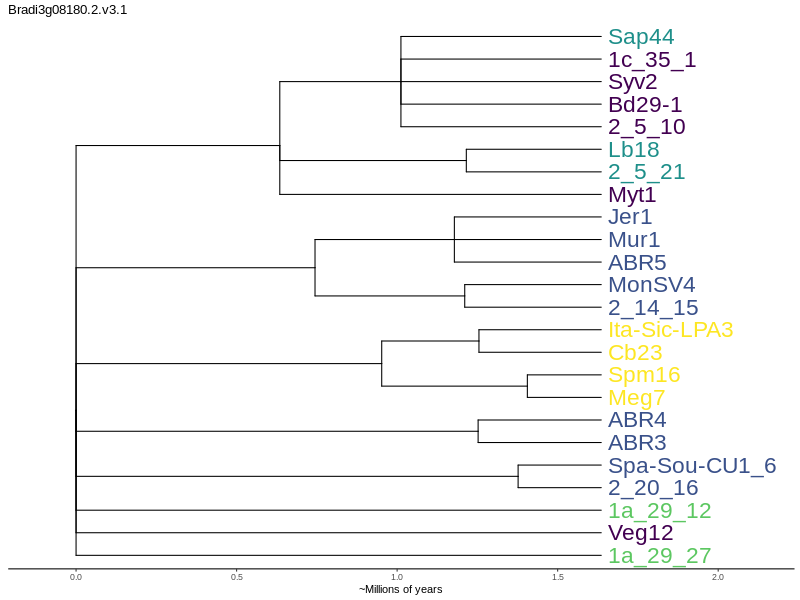 Bradi3g08180.2.v3.1
Sap44
1c_35_1
Syv2
Bd29-1
2_5_10
Lb18
2_5_21
Myt1
Jer1
Mur1
ABR5
MonSV4
2_14_15
Ita-Sic-LPA3
Cb23
Spm16
Meg7
ABR4
ABR3
Spa-Sou-CU1_6
2_20_16
1a_29_12
Veg12
1a_29_27
0.0 0.5 1.0 1.5 2.0
~Millions of years